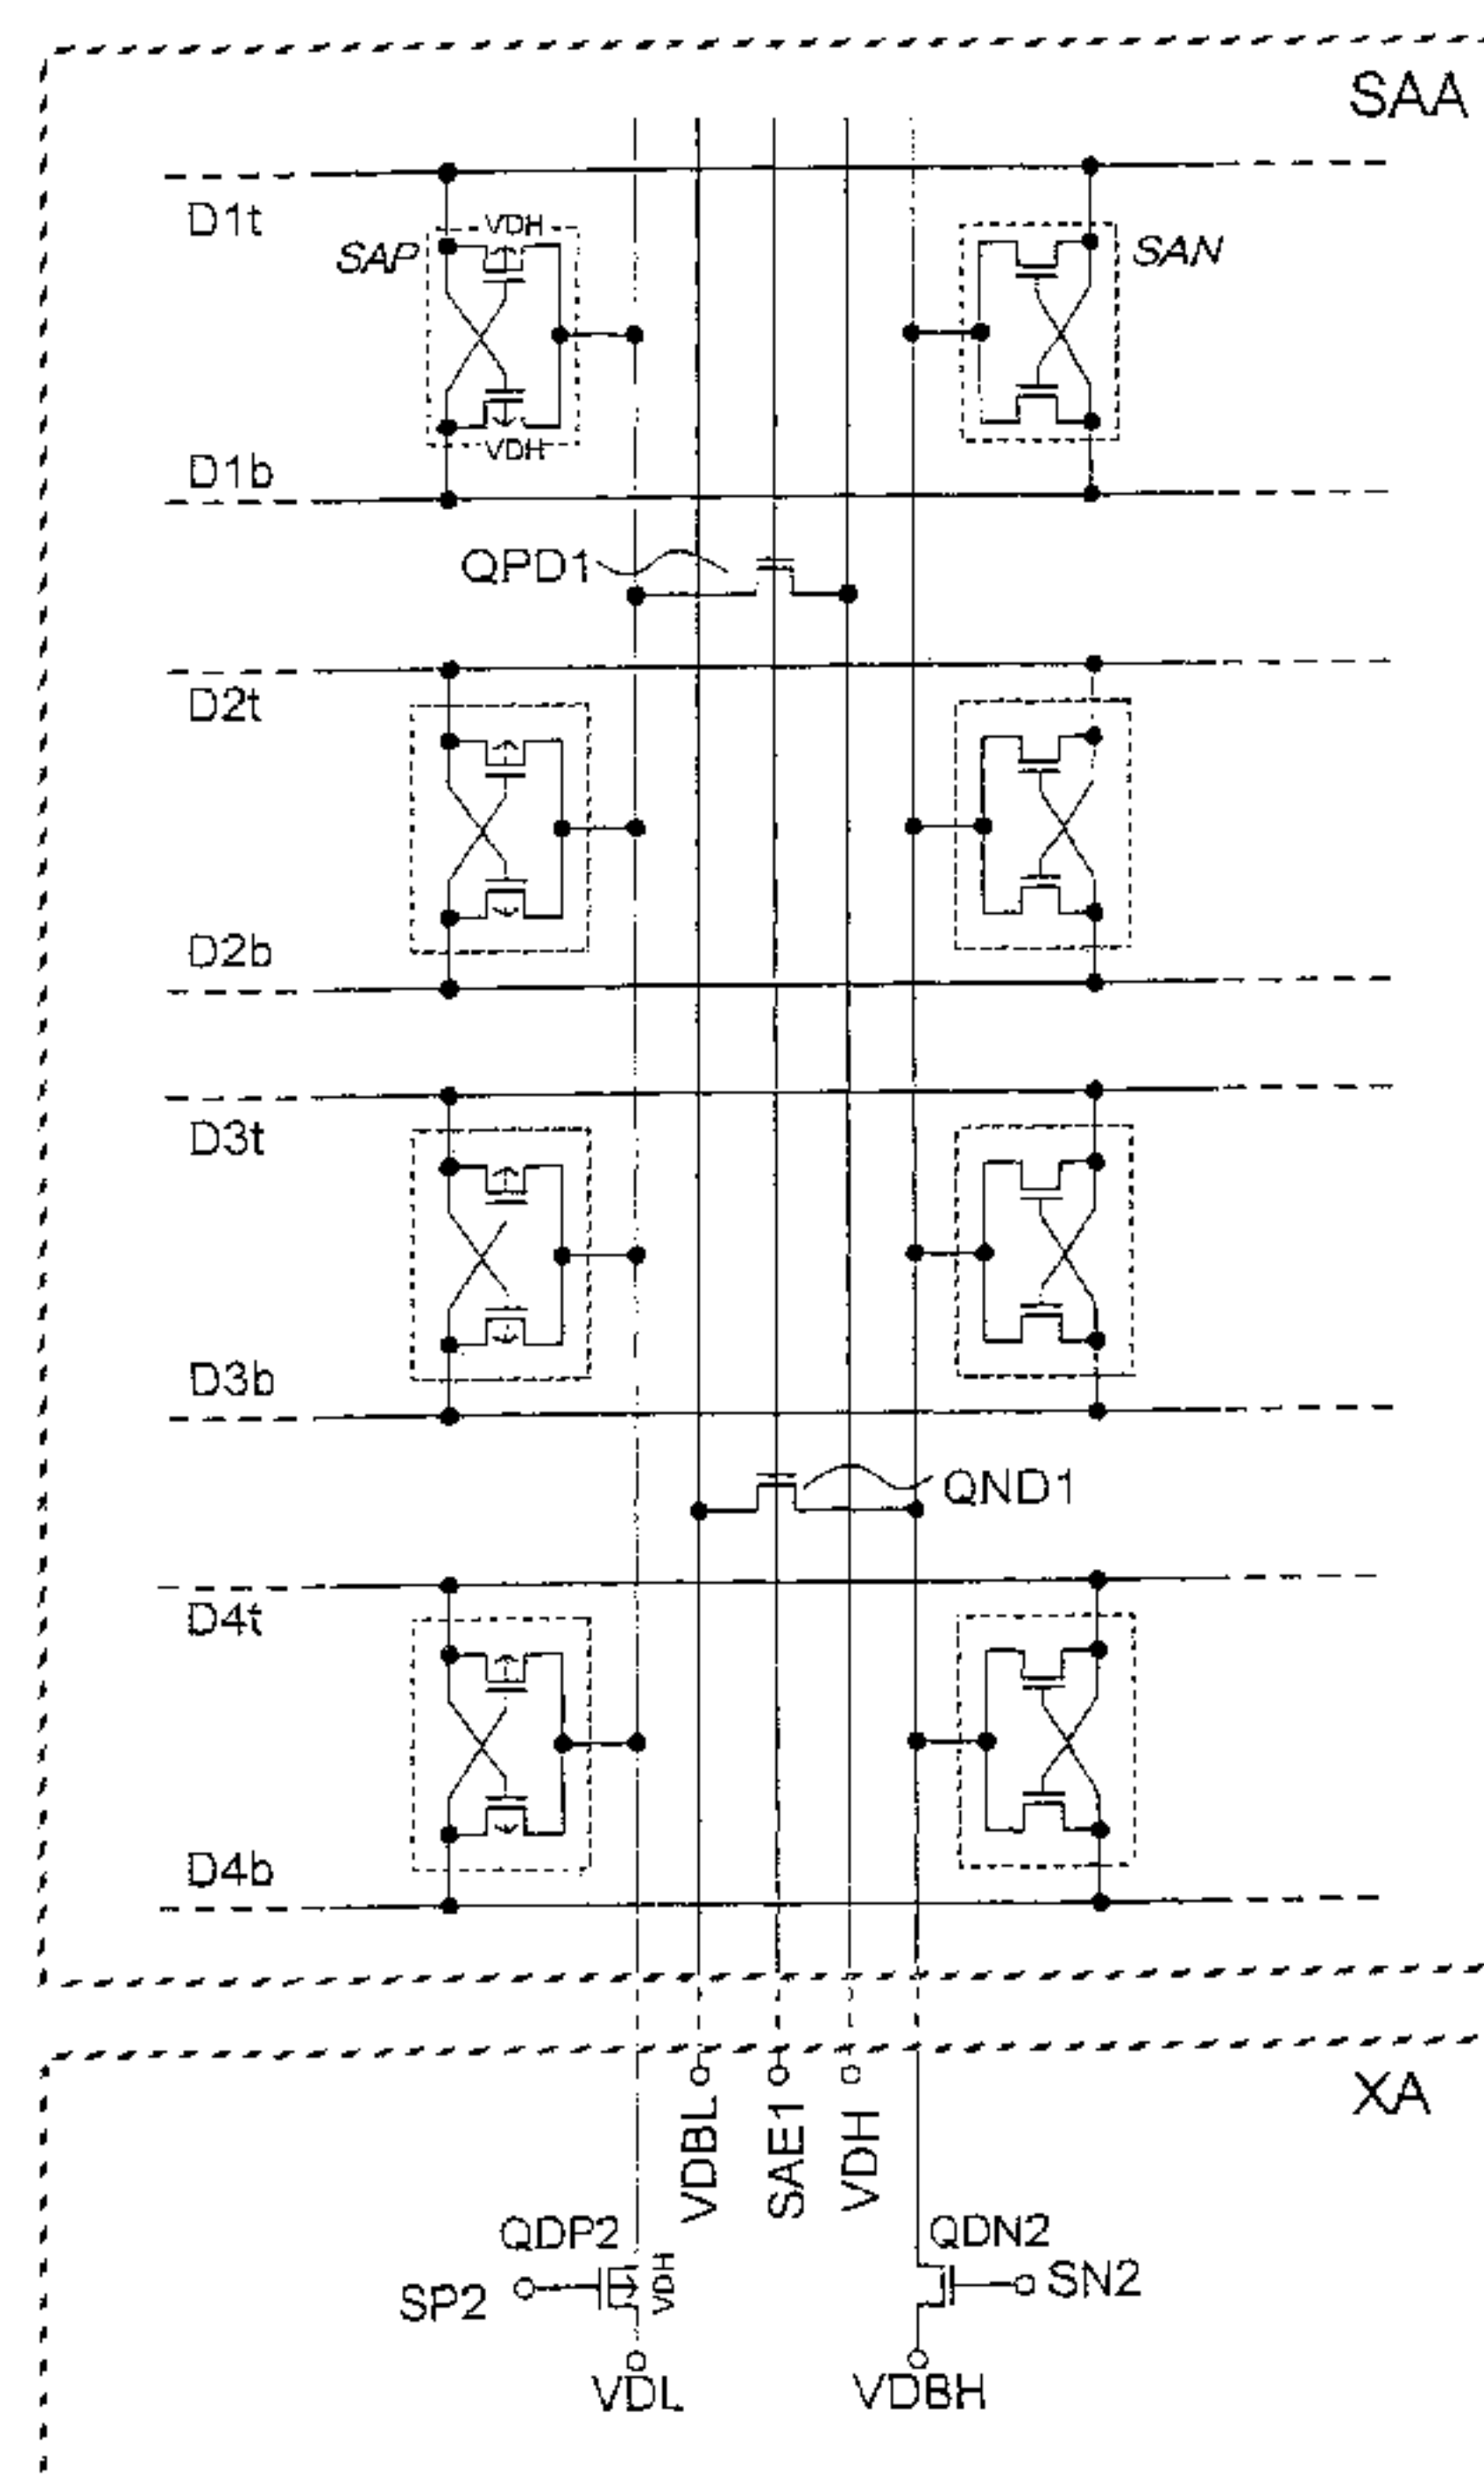 SAA
D1t
VDH
SAP
SAN
VDH
D1b
QPD1
D2t
D2b
D3t
D3b
QND1
D4t
D4b
XA
VDBL
SAE1
VDH
QDP2
VDH
QDN2
SP2
SN2
VDL
VDBH